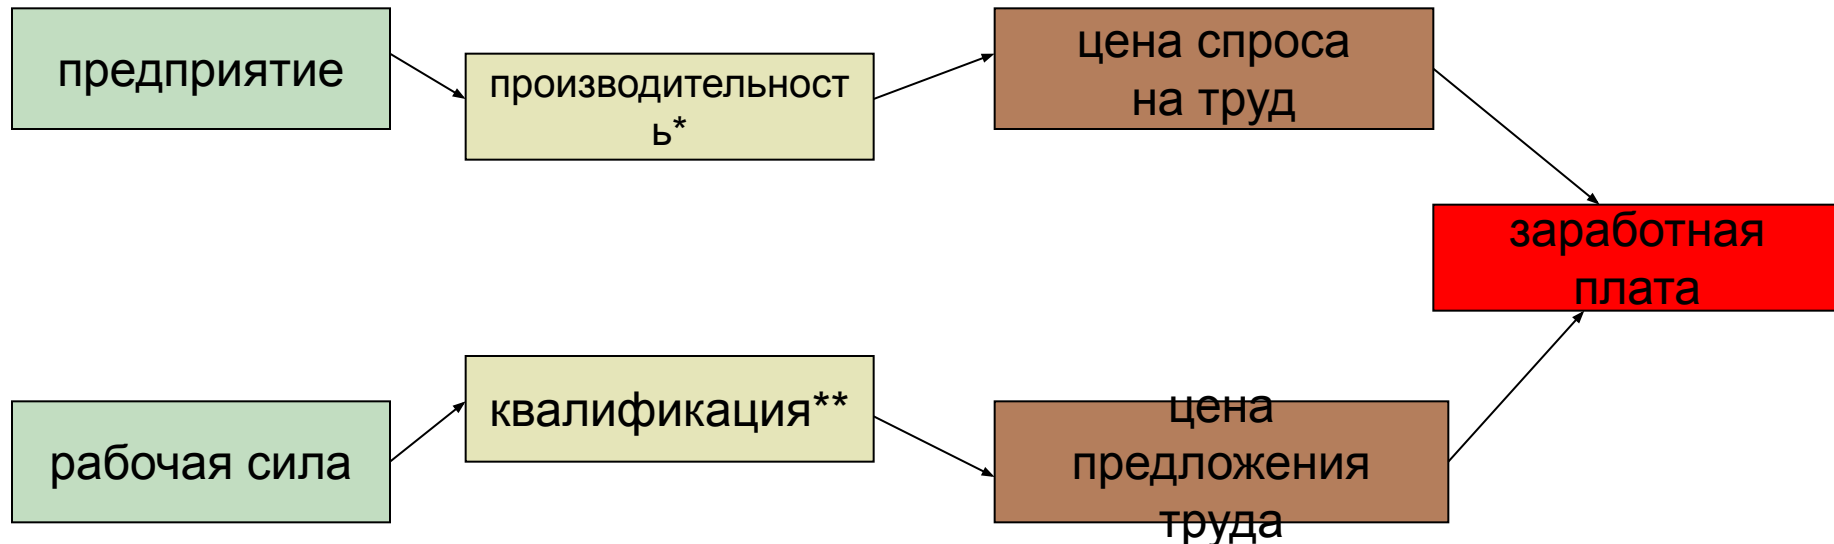 предприятие
производительност
ь*
цена спроса
на труд
заработная
плата
рабочая сила
квалификация**
цена
предложения
труда